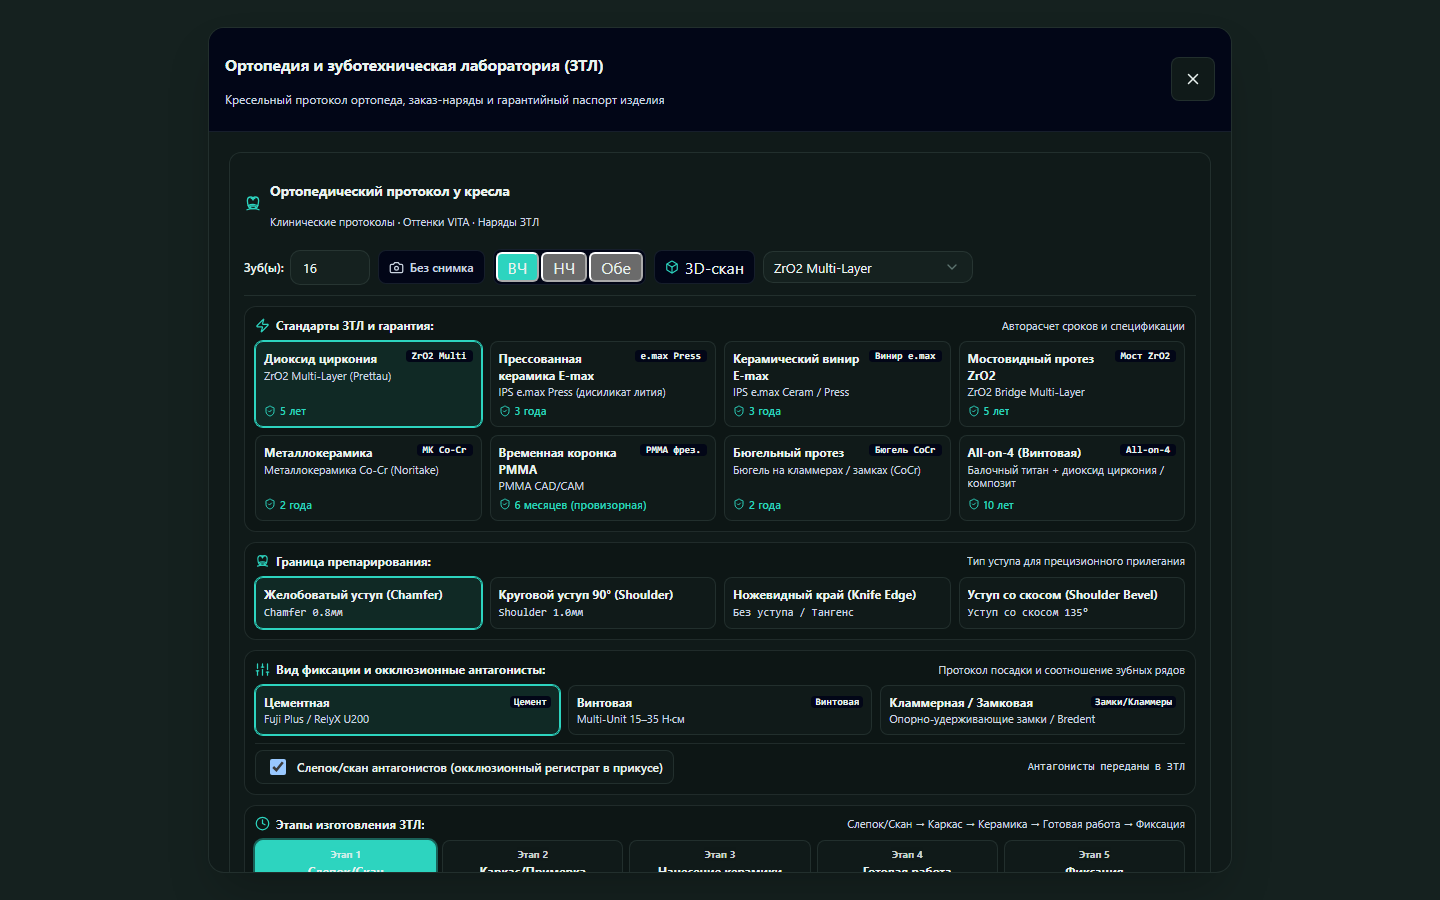 Ортопедия и зуботехническая лаборатория (ЗТЛ)
Кресельный протокол ортопеда, заказ-наряды и гарантийный паспорт изделия
Ортопедический протокол у кресла
Клинические протоколы · Оттенки VITA · Наряды ЗТЛ
Зуб(ы): 16 Без снимка ВЧ НЧ Обе 3D-скан ZrO2 Multi-Layer
Стандарты ЗТЛ и гарантия: Авторасчет сроков и спецификации
Диоксид циркония ZrO2 Multi
ZrO2 Multi-Layer (Prettau)
5 лет
Прессованная керамика E-max e.max Press
IPS e.max Press (дисиликат лития)
3 года
Керамический винир E-max Винир e.max
IPS e.max Ceram / Press
3 года
Мостовидный протез ZrO2 Мост ZrO2
ZrO2 Bridge Multi-Layer
5 лет
Металлокерамика МК Co-Cr
Металлокерамика Co-Cr (Noritake)
2 года
Временная коронка PMMA PMMA фрез.
PMMA CAD/CAM
6 месяцев (провизорная)
Бюгельный протез Бюгель CoCr
Бюгель на кламмерах / замках (CoCr)
2 года
All-on-4 (Винтовая) All-on-4
Балочный титан + диоксид циркония /
композит
10 лет
Граница препарирования: Тип уступа для прецизионного прилегания
Желобоватый уступ (Chamfer)
Chamfer 0.8мм
Круговой уступ 90° (Shoulder)
Shoulder 1.0мм
Ножевидный край (Knife Edge)
Без уступа / Тангенс
Уступ со скосом (Shoulder Bevel)
Уступ со скосом 135°
Вид фиксации и окклюзионные антагонисты: Протокол посадки и соотношение зубных рядов
Цементная Цемент
Fuji Plus / RelyX U200
Винтовая Винтовая
Multi-Unit 15–35 Н·см
Кламмерная / Замковая Замки/Кламмеры
Опорно-удерживающие замки / Bredent
Слепок/скан антагонистов (окклюзионный регистрат в прикусе) Антагонисты переданы в ЗТЛ
Этапы изготовления ЗТЛ: Слепок/Скан → Каркас → Керамика → Готовая работа → Фиксация
Этап 1
Слепок/Скан
Этап 2
Каркас/Примерка
Этап 3
Нанесение керамики
Этап 4
Готовая работа
Этап 5
Фиксация